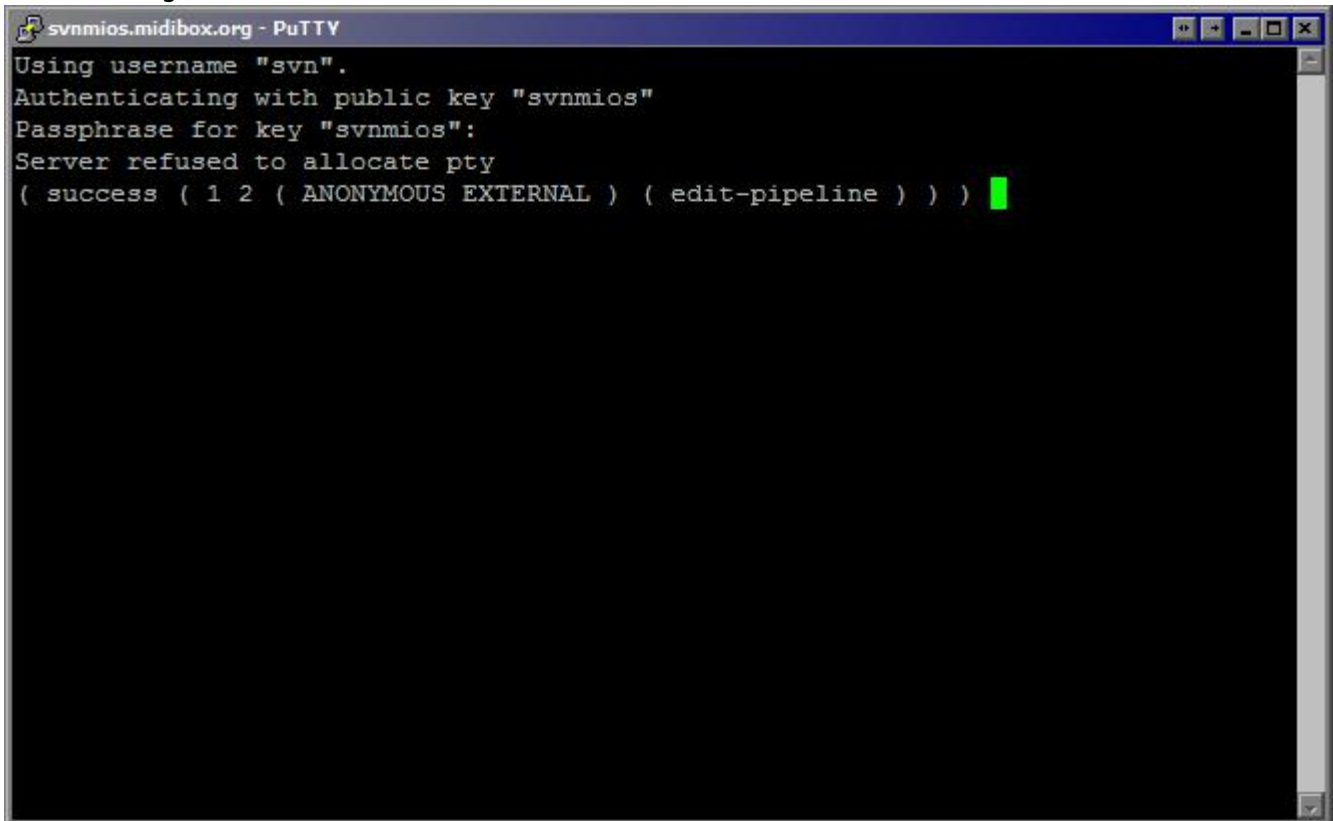 svnmios.midibox.org - PuTTY
Using username "svn".
Authenticating with public key "svnmios"
Passphrase for key "svnmios":
Server refused to allocate pty
( success ( 1 2 ( ANONYMOUS EXTERNAL ) ( edit-pipeline ) ) )